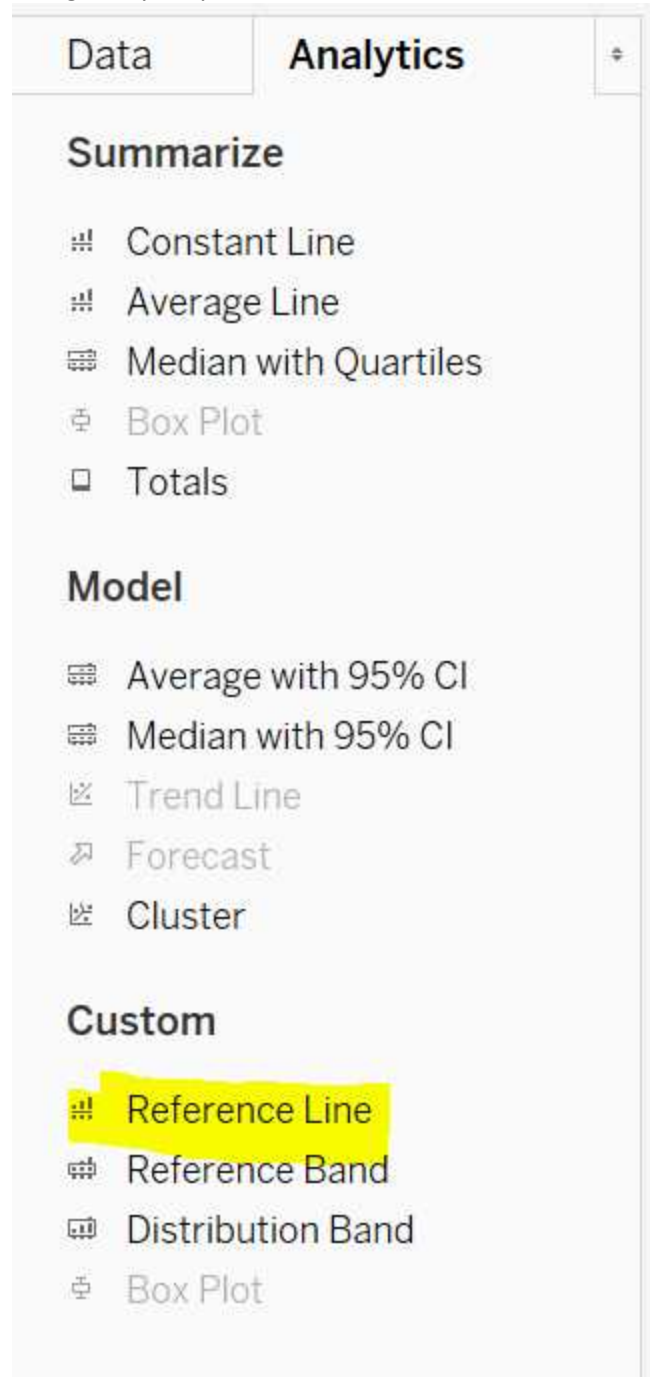 Data
Analytics
Summarize
Constant Line
Average Line
Median with Quartiles
Box Plot
Totals
Model
Average with 95% CI
Median with 95% CI
Trend Line
Forecast
Cluster
Custom
Reference Line
Reference Band
Distribution Band
Box Plot